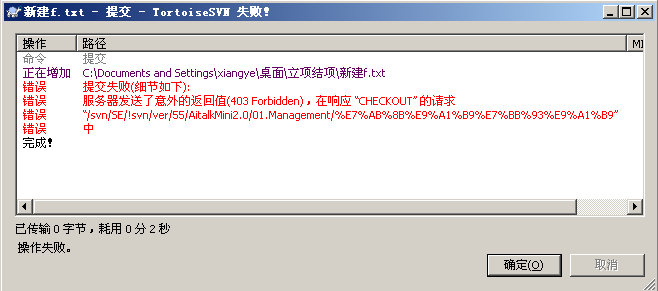 新建f.txt - 提交 - TortoiseSVN 失败!
操作 路径 MI
命令 提交
正在增加 C:\Documents and Settings\xiangye\桌面\立项结项\新建f.txt
错误 提交失败(细节如下):
错误 服务器发送了意外的返回值(403 Forbidden)，在响应 “CHECKOUT” 的请求
错误 “/svn/SE/!svn/ver/55/AitalkMini2.0/01.Management/%E7%AB%8B%E9%A1%B9%E7%BB%93%E9%A1%B9”
错误 中
完成!
已传输 0 字节，耗用 0 分 2 秒
操作失败。
确定(O) 取消